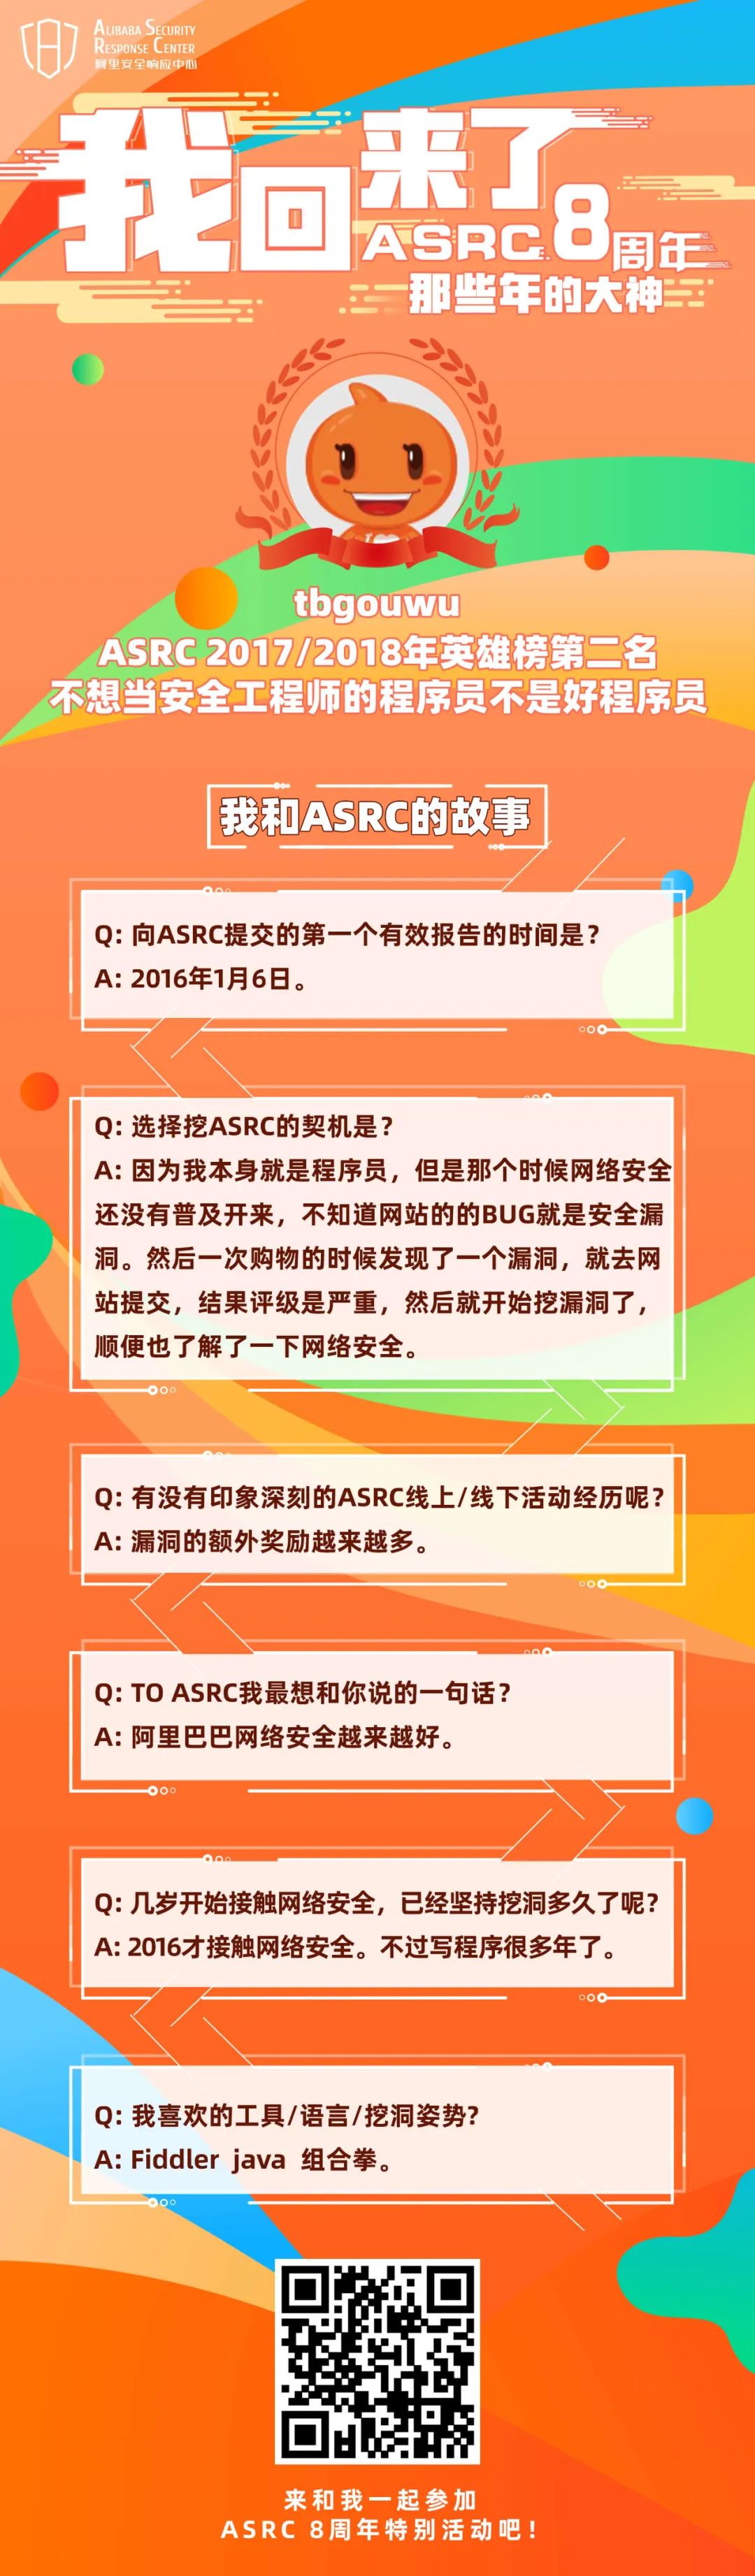 ALIBABA SECURITY
RESPONSE CENTER
阿里安全响应中心
我回来了
ASRC 8周年
那些年的大神
tbgouwu
ASRC 2017/2018年英雄榜第二名
不想当安全工程师的程序员不是好程序员
我和ASRC的故事
Q: 向ASRC提交的第一个有效报告的时间是？
A: 2016年1月6日。
Q: 选择挖ASRC的契机是？
A: 因为我本身就是程序员，但是那个时候网络安全
还没有普及开来，不知道网站的的BUG就是安全漏
洞。然后一次购物的时候发现了一个漏洞，就去网
站提交，结果评级是严重，然后就开始挖漏洞了，
顺便也了解了一下网络安全。
Q: 有没有印象深刻的ASRC线上/线下活动经历呢？
A: 漏洞的额外奖励越来越多。
Q: TO ASRC我最想和你说的一句话？
A: 阿里巴巴网络安全越来越好。
Q: 几岁开始接触网络安全，已经坚持挖洞多久了呢？
A: 2016才接触网络安全。不过写程序很多年了。
Q: 我喜欢的工具/语言/挖洞姿势?
A: Fiddler java 组合拳。
来和我一起参加
ASRC 8周年特别活动吧！